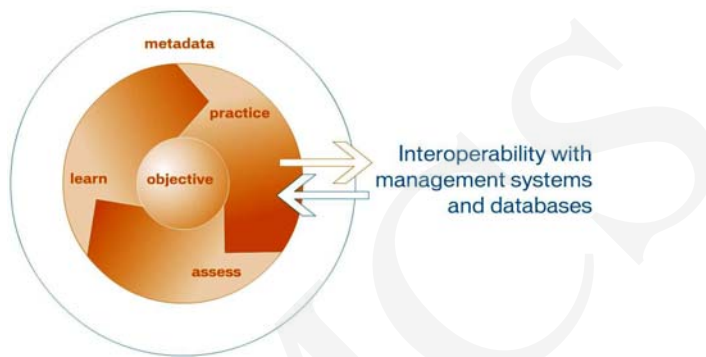 metadata
practice
learn
objective
assess
Interoperability with
management systems
and databases